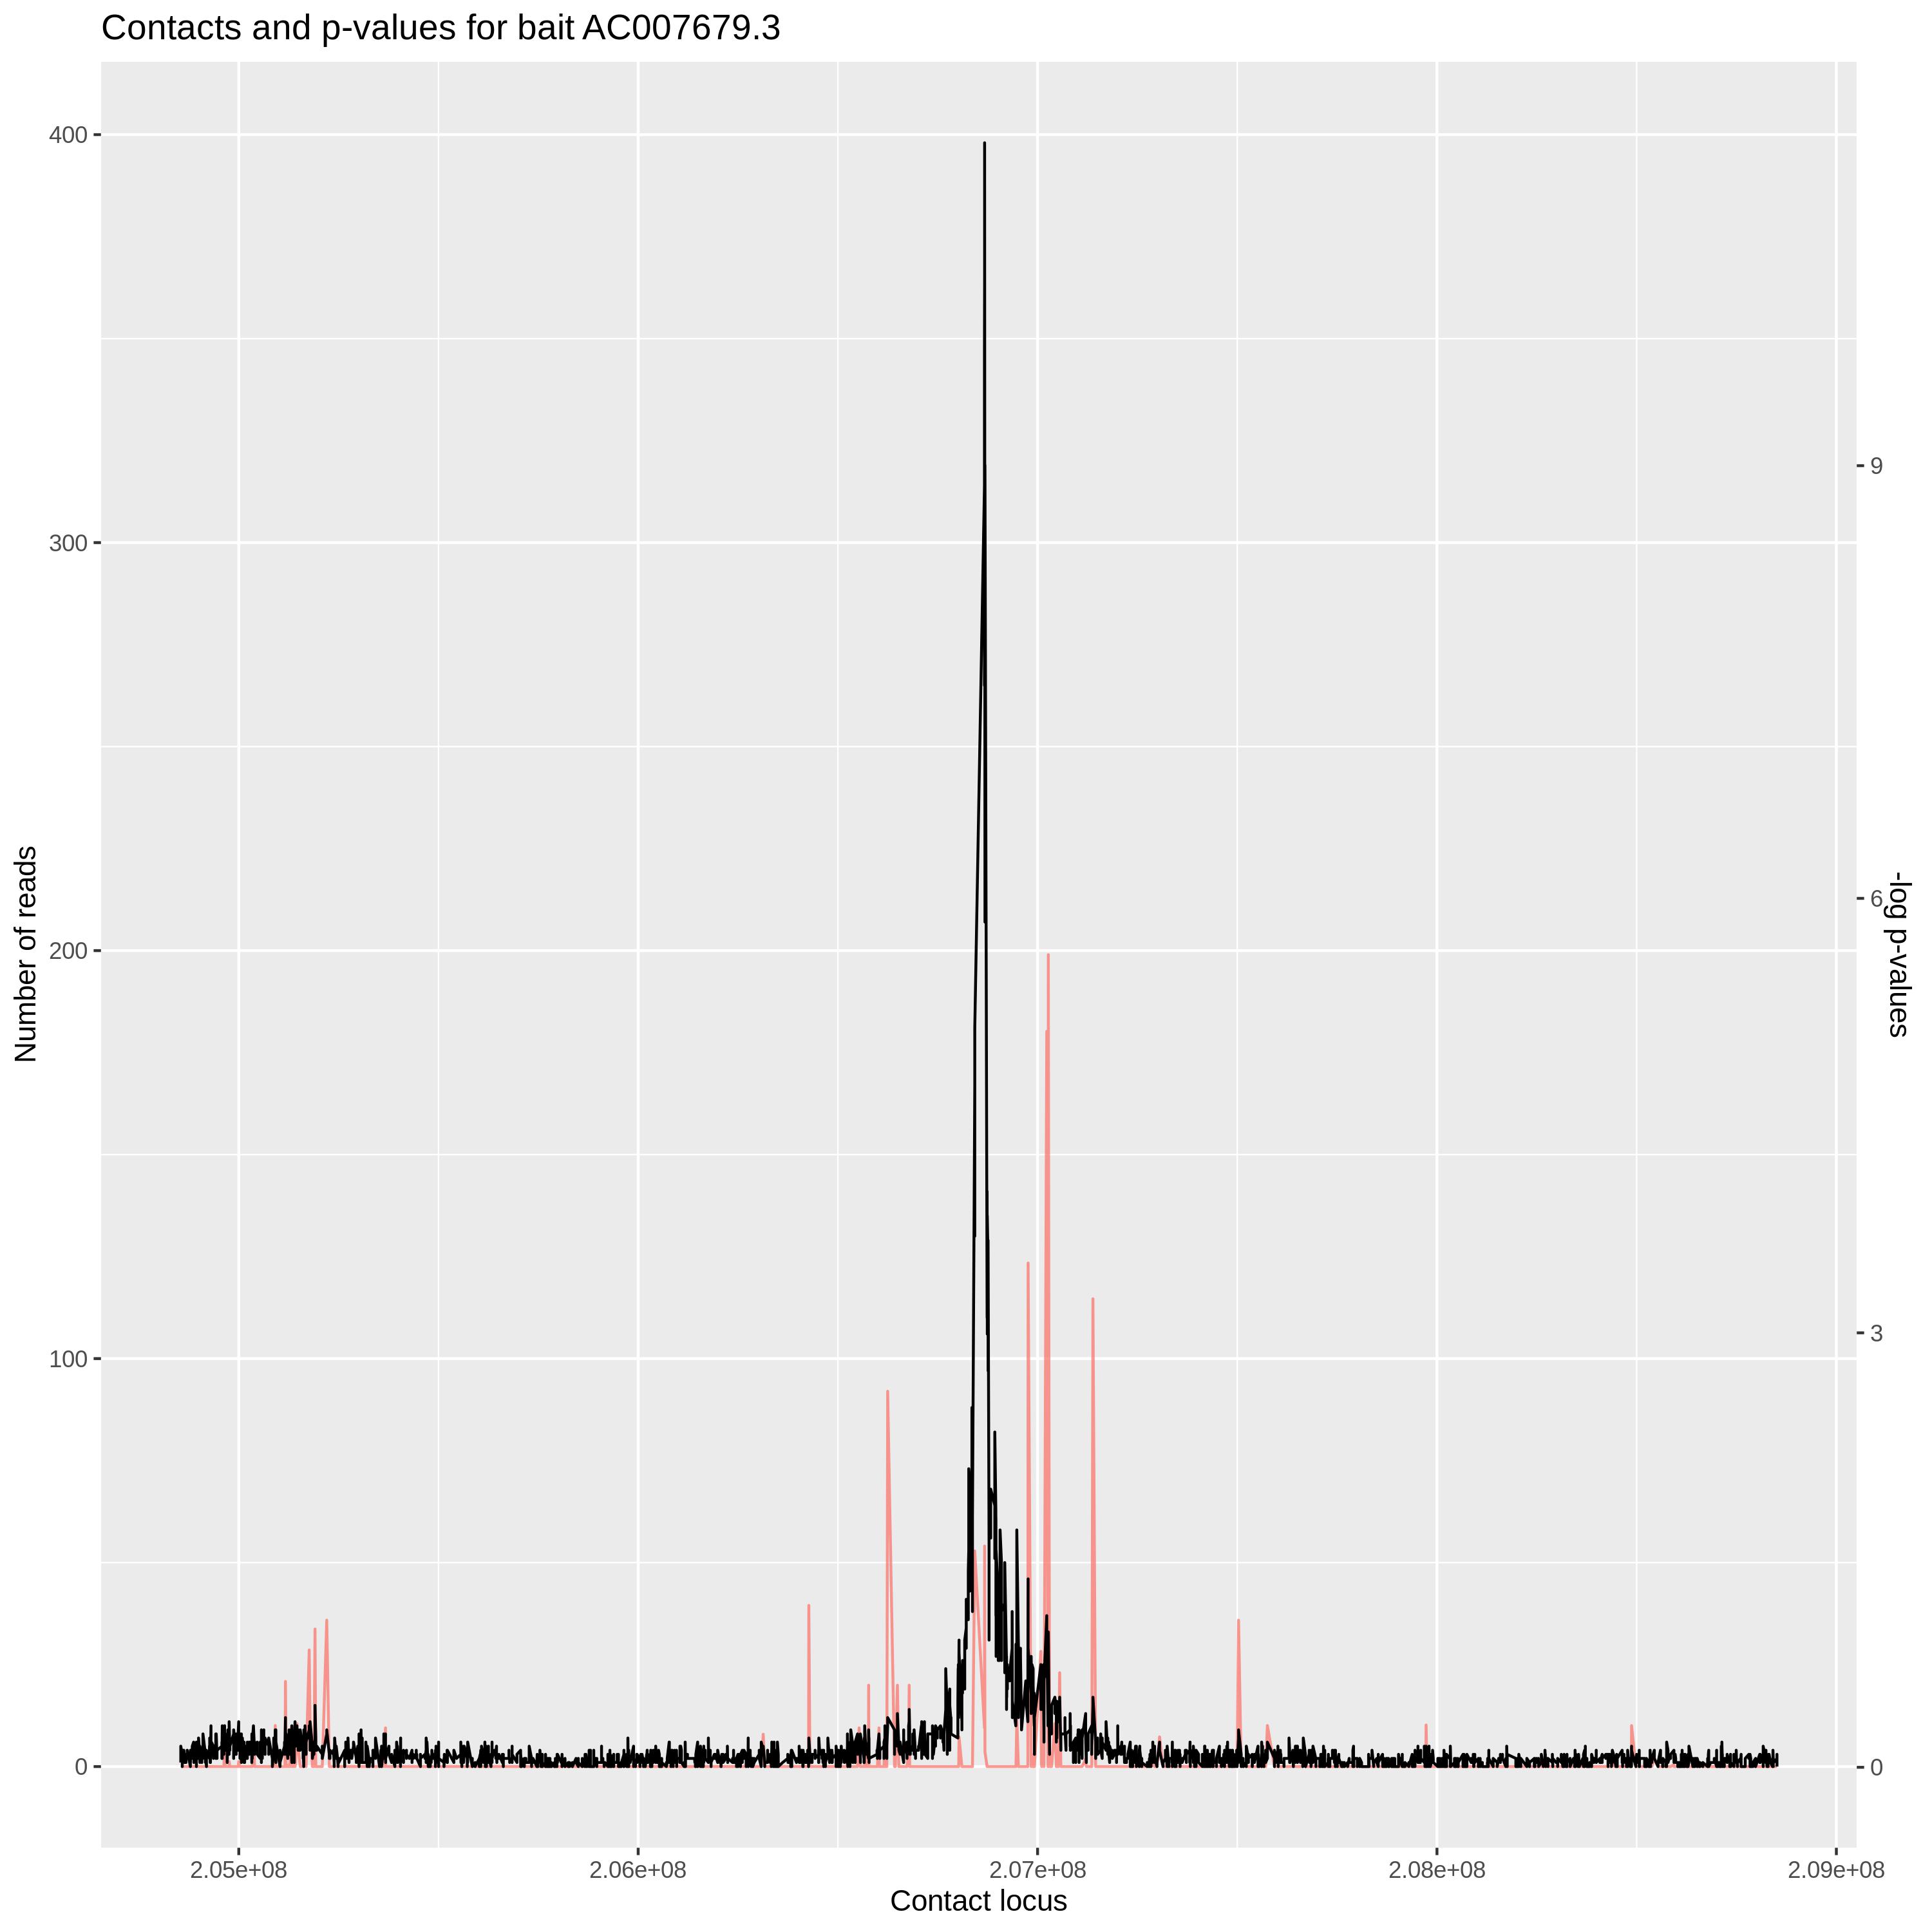 Contacts and p-values for bait AC007679.3
400
300
200
100
0
Number of reads
9
6
3
0
-log p-values
2.05e+08
2.06e+08
2.07e+08
2.08e+08
2.09e+08
Contact locus